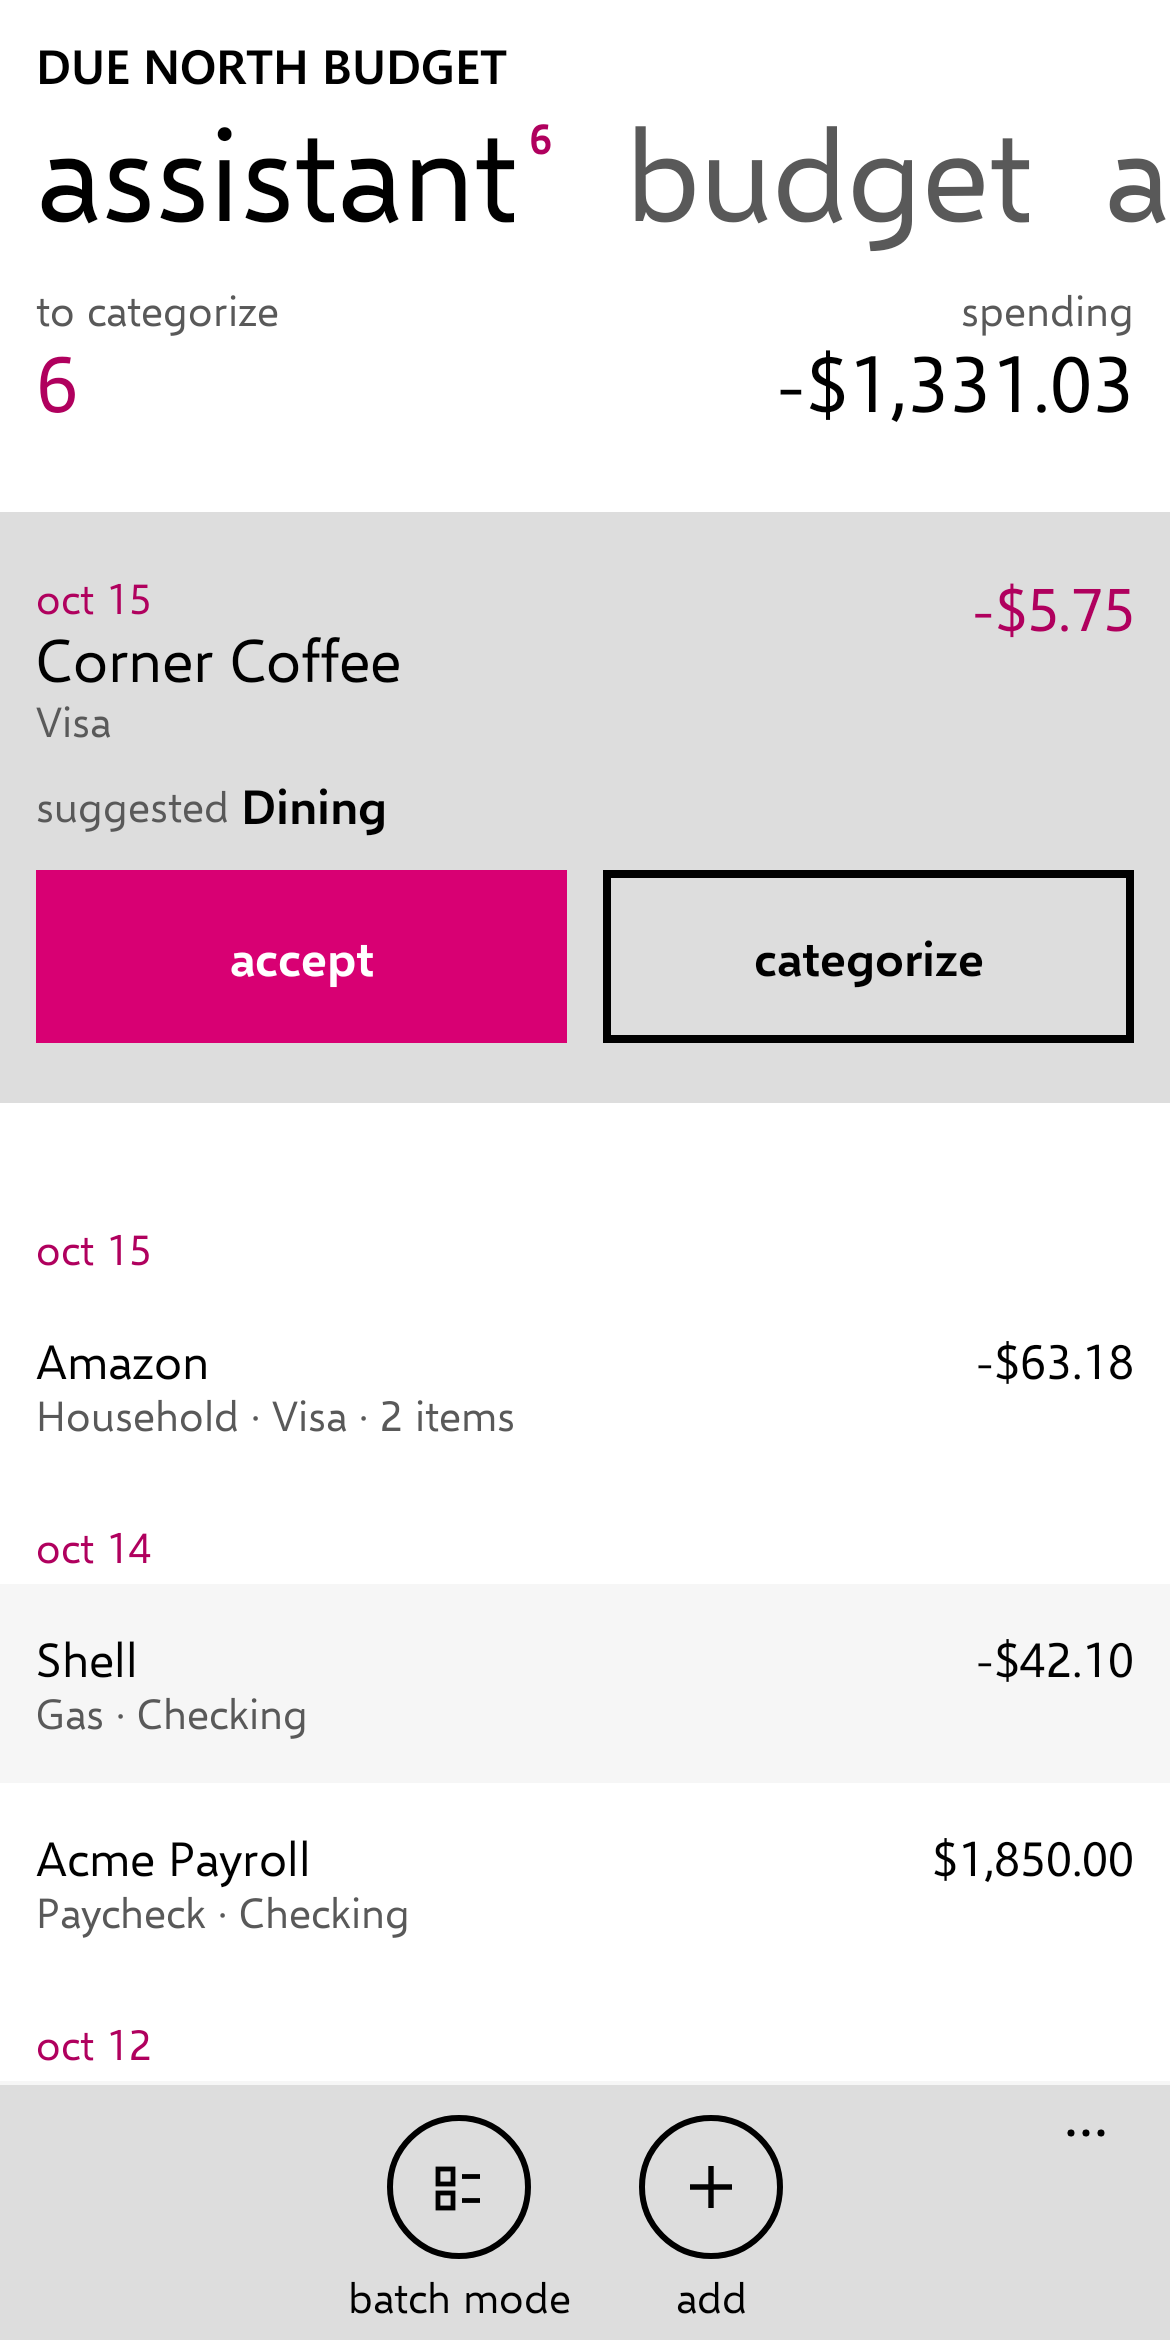 DUE NORTH BUDGET
assistant 6 budget a
to categorize spending
6 -$1,331.03
oct 15 -$5.75
Corner Coffee
Visa
suggested Dining
accept categorize
oct 15
Amazon -$63.18
Household · Visa · 2 items
oct 14
Shell -$42.10
Gas · Checking
Acme Payroll $1,850.00
Paycheck · Checking
oct 12
...
batch mode add